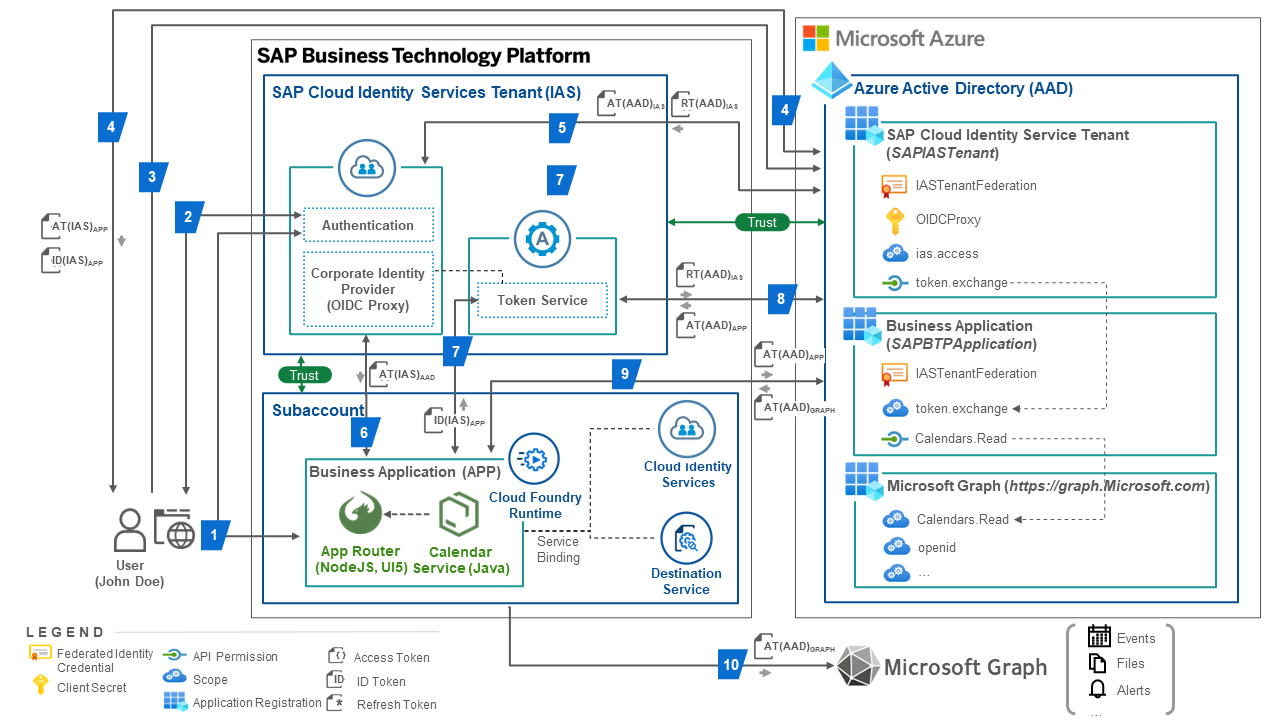 SAP Business Technology Platform
Microsoft Azure
SAP Cloud Identity Services Tenant (IAS)
AT(AAD)IAS
RT(AAD)IAS
4
4
5
3
7
2
Azure Active Directory (AAD)
SAP Cloud Identity Service Tenant
(SAPIASTenant)
IASTenantFederation
OIDCProxy
ias.access
token.exchange
AT(IAS)APP
ID(IAS)APP
Authentication
Corporate Identity
Provider
(OIDC Proxy)
A
Token Service
Trust
RT(AAD)IAS
8
AT(AAD)APP
Business Application
(SAPBTPApplication)
IASTenantFederation
token.exchange
Calendars.Read
7
Trust
AT(IAS)AAD
9
AT(AAD)APP
AT(AAD)GRAPH
Subaccount
6
ID(IAS)APP
Business Application (APP)
Cloud Foundry
Runtime
Cloud Identity
Services
App Router
(NodeJS, UI5)
Calendar
Service (Java)
Service
Binding
Destination
Service
Microsoft Graph (https://graph.Microsoft.com)
Calendars.Read
openid
...
1
User
(John Doe)
LEGEND
Federated Identity
Credential
Client Secret
API Permission
Scope
Application Registration
Access Token
ID
ID Token
*
Refresh Token
10
AT(AAD)GRAPH
Microsoft Graph
Events
Files
Alerts
...